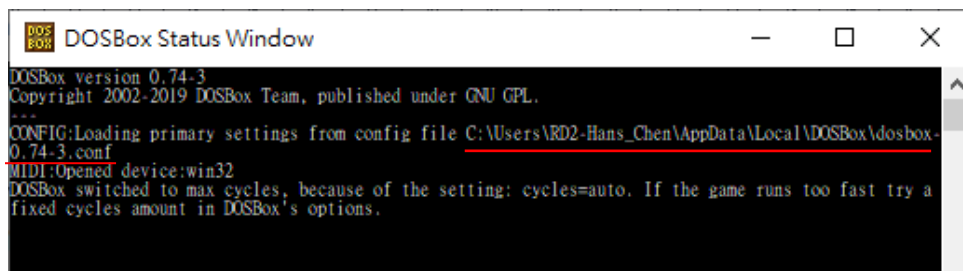 DOS
BOX
DOSBox Status Window
DOSBox version 0.74-3
Copyright 2002-2019 DOSBox Team, published under GNU GPL.
---
CONFIG:Loading primary settings from config file C:\Users\RD2-Hans_Chen\AppData\Local\DOSBox\dosbox-
0.74-3.conf
MIDI:Opened device:win32
DOSBox switched to max cycles, because of the setting: cycles=auto. If the game runs too fast try a
fixed cycles amount in DOSBox's options.